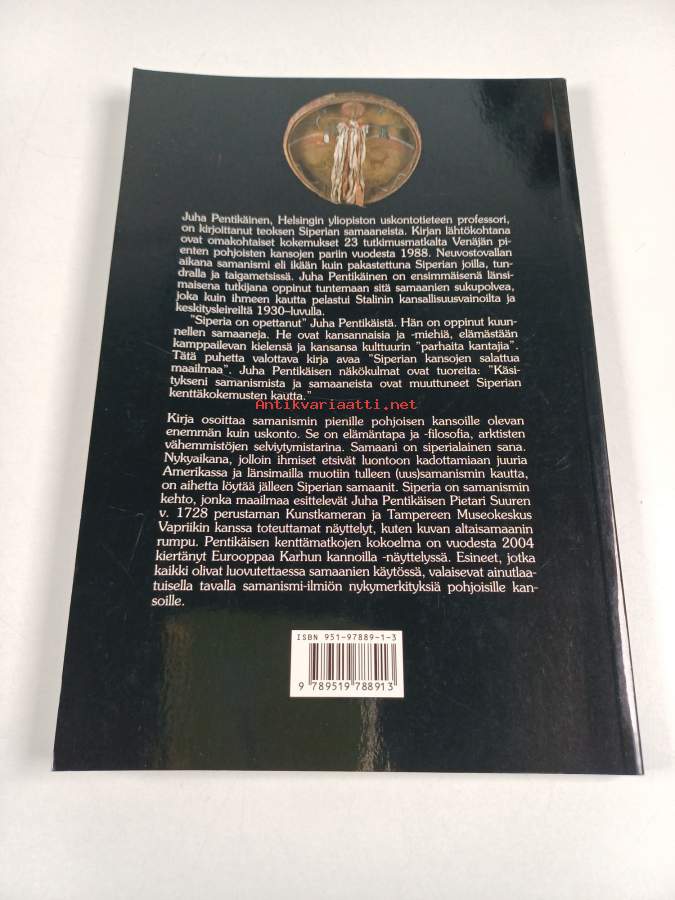 Juha Pentikäinen, Helsingin yliopiston uskontotieteen professori,
on kirjoittanut teoksen Siperian samaaneista. Kirjan lähtökohtana
ovat omakohtaiset kokemukset 23 tutkimusmatkalta Venäjän pi-
enten pohjoisten kansojen pariin vuodesta 1988. Neuvostovallan
aikana samanismi eli ikään kuin pakastettuna Siperian joilla, tun-
dralla ja taigametsissä. Juha Pentikäinen on ensimmäisenä länsi-
maisena tutkijana oppinut tuntemaan sitä samaanien sukupolvea,
joka kuin ihmeen kautta pelastui Stalinin kansallisuusvainoilta ja
keskitysleireiltä 1930–luvulla.
"Siperia on opettanut" Juha Pentikäistä. Hän on oppinut kuun-
nellen samaaneja. He ovat kansannaisia ja -miehiä, elämästään
kamppailevan kielensä ja kansansa kulttuurin "parhaita kantajia".
Tätä puhetta valottava kirja avaa "Siperian kansojen salattua
maailmaa". Juha Pentikäisen näkökulmat ovat tuoreita: "Käsi-
tykseni samanismista ja samaaneista ovat muuttuneet Siperian
kenttäkokemusten kautta."
Antikvariaatti.net
Kirja osoittaa samanismin pienille pohjoisen kansoille olevan
enemmän kuin uskonto. Se on elämäntapa ja -filosofia, arktisten
vähemmistöjen selviytymistarina. Samaani on siperialainen sana.
Nykyaikana, jolloin ihmiset etsivät luontoon kadottamiaan juuria
Amerikassa ja länsimailla muotiin tulleen (uus)samanismin kautta,
on aihetta löytää jälleen Siperian samaanit. Siperia on samanismin
kehto, jonka maailmaa esittelevät Juha Pentikäisen Pietari Suuren
v. 1728 perustaman Kunstkameran ja Tampereen Museokeskus
Vapriikin kanssa toteuttamat näyttelyt, kuten kuvan altaisamaanin
rumpu. Pentikäisen kenttämatkojen kokoelma on vuodesta 2004
kiertänyt Eurooppaa Karhun kannoilla -näyttelyssä. Esineet, jotka
kaikki olivat luovutettaessa samaanien käytössä, valaisevat ainutlaa-
tuisella tavalla samanismi-ilmiön nykymerkityksiä pohjoisille kan-
soille.
ISBN 951-97889-1-3
9 789519 788913